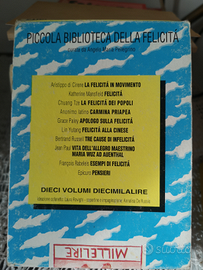 PICCOLA BIBLIOTECA DELLA FELICITÀ
a cura di Angelo Maria Pellegrino
Aristippo di Cirene LA FELICITÀ IN MOVIMENTO
Katherine Mansfield FELICITÀ
Chuang Tze LA FELICITÀ DEI POPOLI
Anonimo latino CARMINA PRIAPEA
Grace Paley APOLOGO SULLA FELICITÀ
Lin Yutang FELICITÀ ALLA CINESE
Bertrand Russell TRE CAUSE DI INFELICITÀ
Jean Paul VITA DELL'ALLEGRO MAESTRINO
MARIA WUZ AD AUENTHAL
François Rabelais ESEMPI DI FELICITÀ
Epicuro PENSIERI
DIECI VOLUMI DIECIMILALIRE
MILLELIRE
subito